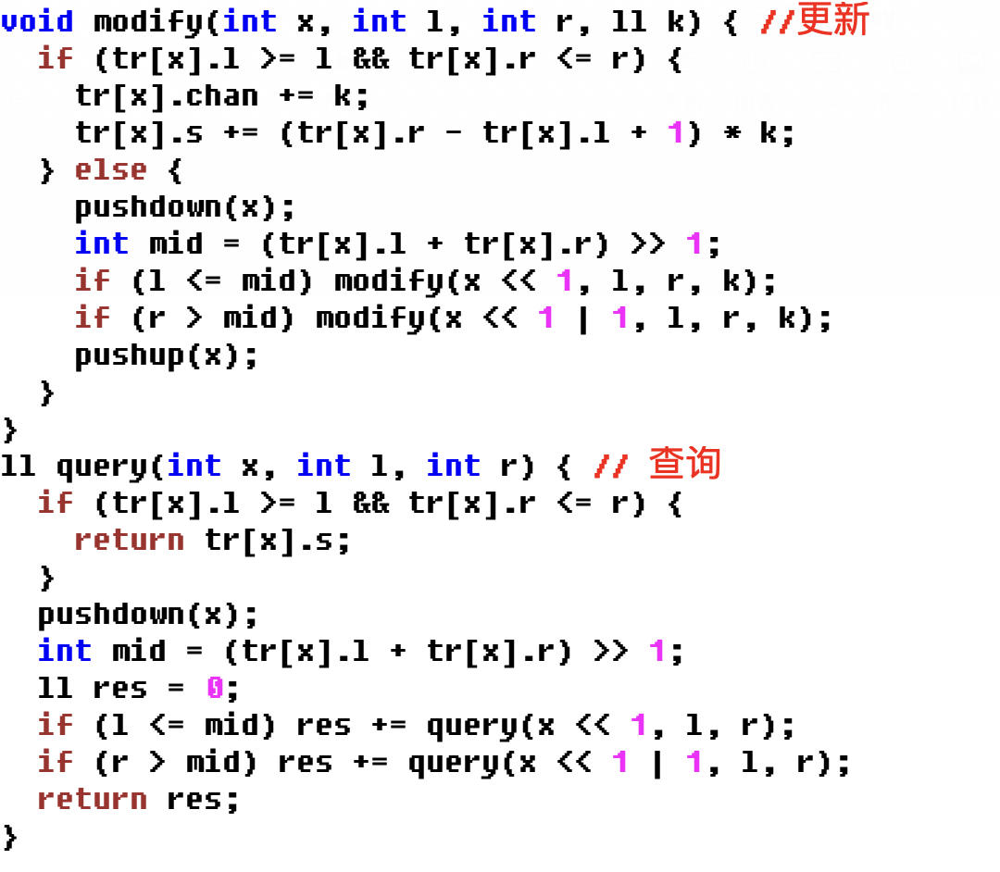 void modify(int x, int l, int r, ll k) { //更新
  if (tr[x].l >= l && tr[x].r <= r) {
    tr[x].chan += k;
    tr[x].s += (tr[x].r - tr[x].l + 1) * k;
  } else {
    pushdown(x);
    int mid = (tr[x].l + tr[x].r) >> 1;
    if (l <= mid) modify(x << 1, l, r, k);
    if (r > mid) modify(x << 1 | 1, l, r, k);
    pushup(x);
  }
}
ll query(int x, int l, int r) { // 查询
  if (tr[x].l >= l && tr[x].r <= r) {
    return tr[x].s;
  }
  pushdown(x);
  int mid = (tr[x].l + tr[x].r) >> 1;
  ll res = 0;
  if (l <= mid) res += query(x << 1, l, r);
  if (r > mid) res += query(x << 1 | 1, l, r);
  return res;
}